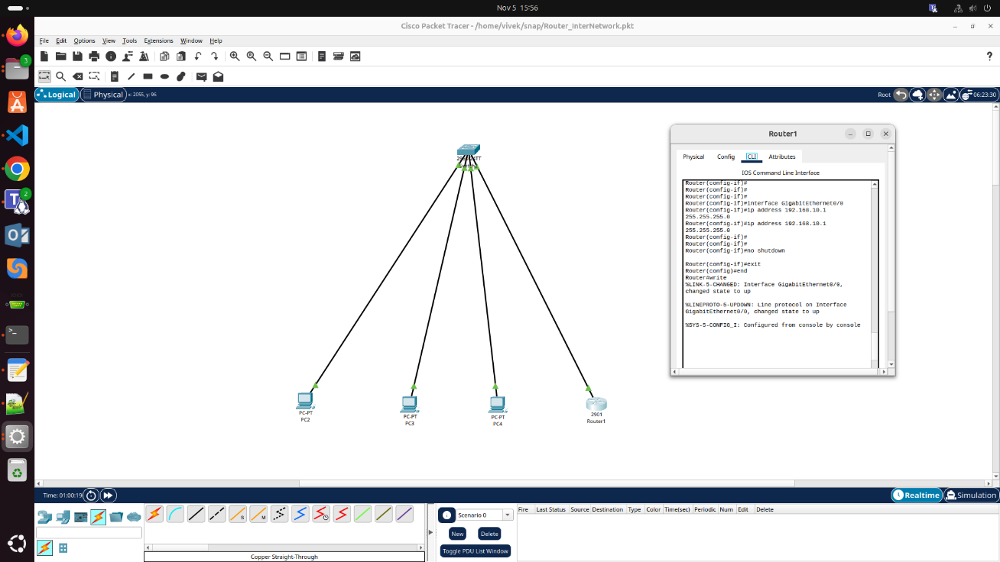 Nov 5 15:56
Cisco Packet Tracer - /home/vivek/snap/Router_InterNetwork.pkt
File Edit Options View Tools Extensions Window Help
Logical
Physical
x: 2055, y: 96
Root
06:23:30
Router1
Physical Config CLI Attributes
IOS Command Line Interface
Router(config-if)#
Router(config-if)#
Router(config-if)#
Router(config-if)#interface GigabitEthernet0/0
Router(config-if)#ip address 192.168.10.1
255.255.255.0
Router(config-if)#ip address 192.168.10.1
255.255.255.0
Router(config-if)#
Router(config-if)#
Router(config-if)#no shutdown
Router(config-if)#exit
Router(config)#end
Router#write
%LINK-5-CHANGED: Interface GigabitEthernet0/0,
changed state to up
%LINEPROTO-5-UPDOWN: Line protocol on Interface
GigabitEthernet0/0, changed state to up
%SYS-5-CONFIG_I: Configured from console by console
PC-PT
PC2
PC-PT
PC3
PC-PT
PC4
2901
Router1
Time: 01:00:19
Realtime
Simulation
S
M
Copper Straight-Through
Scenario 0
New
Delete
Toggle PDU List Window
Fire Last Status Source Destination Type Color Time(sec) Periodic Num Edit Delete
3
2